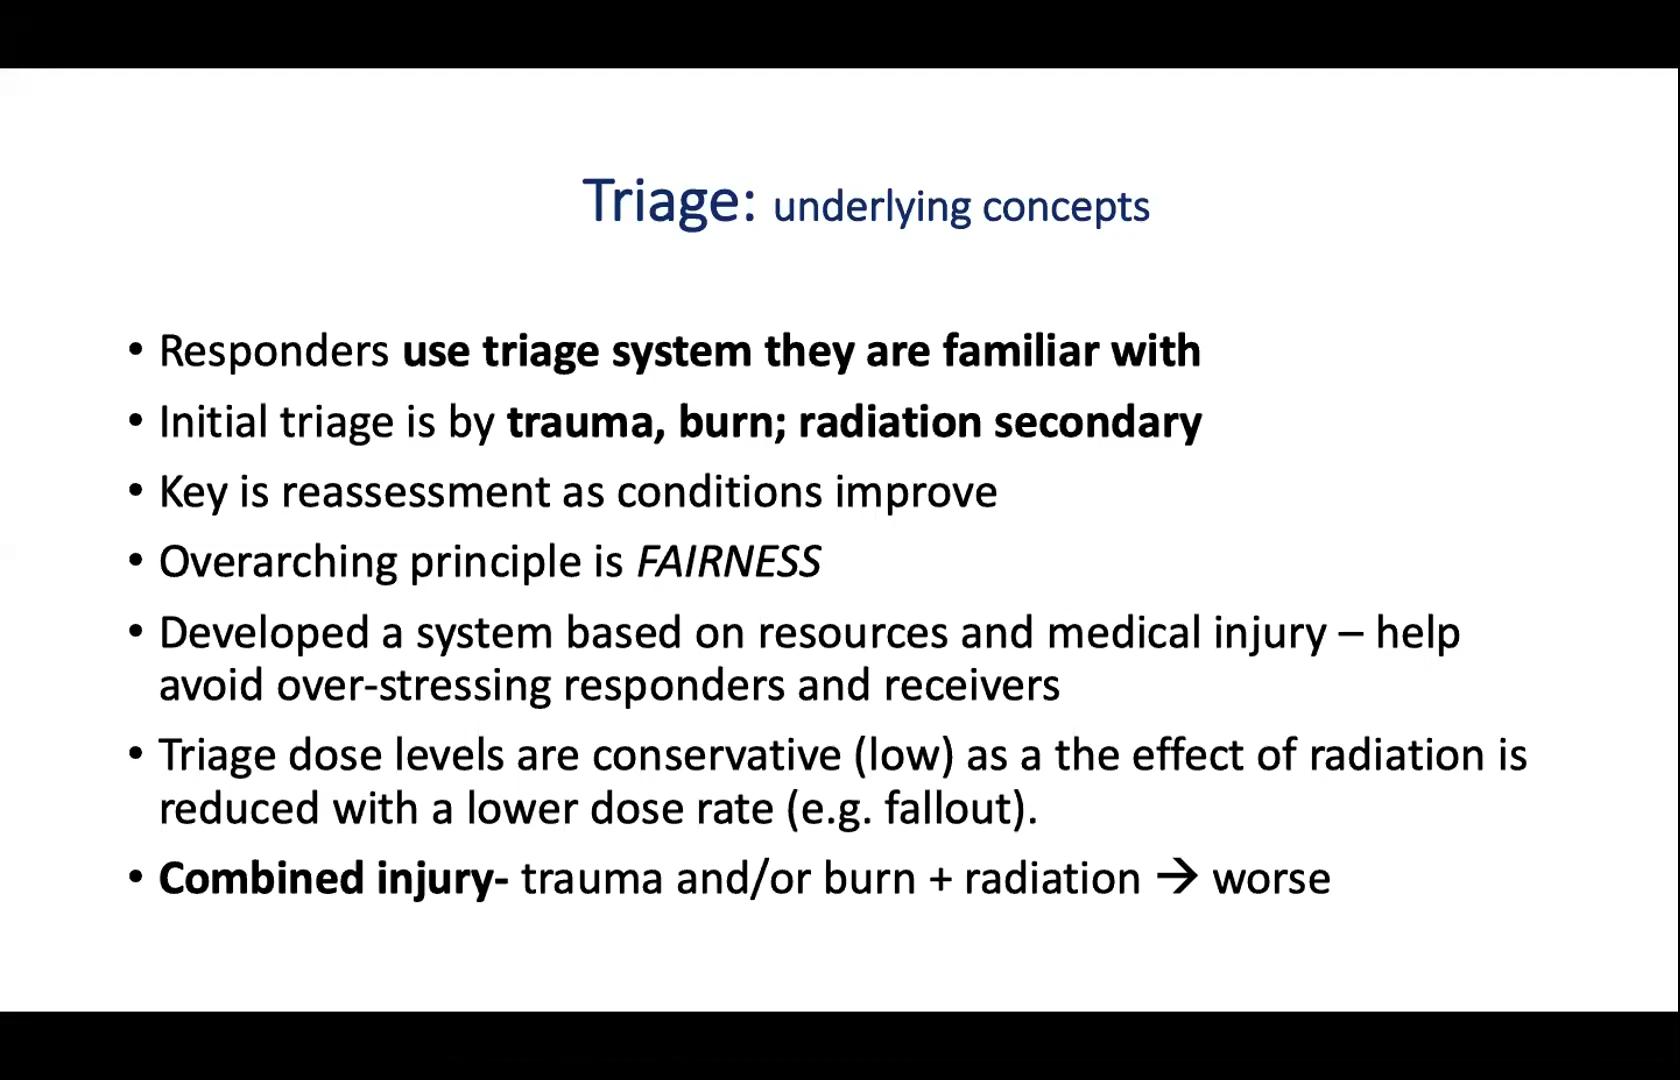 Triage: underlying concepts
• Responders use triage system they are familiar with
• Initial triage is by trauma, burn; radiation secondary
• Key is reassessment as conditions improve
• Overarching principle is FAIRNESS
• Developed a system based on resources and medical injury – help
avoid over-stressing responders and receivers
• Triage dose levels are conservative (low) as a the effect of radiation is
reduced with a lower dose rate (e.g. fallout).
• Combined injury- trauma and/or burn + radiation → worse